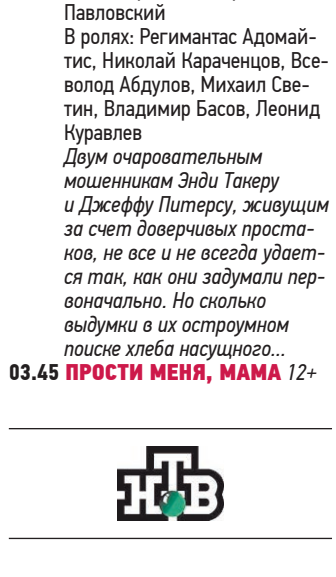 Павловский
В ролях: Регимантас Адомай-
тис, Николай Караченцов, Все-
волод Абдулов, Михаил Све-
тин, Владимир Басов, Леонид
Куравлев
Двум очаровательным
мошенникам Энди Такеру
и Джеффу Питерсу, живущим
за счет доверчивых проста-
ков, не все и не всегда удает-
ся так, как они задумали пер-
воначально. Но сколько
выдумки в их остроумном
поиске хлеба насущного...
03.45 ПРОСТИ МЕНЯ, МАМА 12+
НТВ